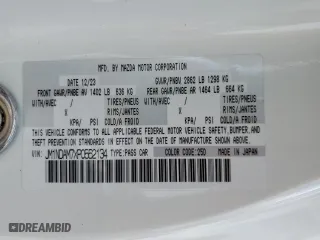 MFD. BY MAZDA MOTOR CORPORATION
DATE 12/23 GVWR/PNBV 2862 LB 1298 KG
FRONT GAWR/PNBE AV 1402 LB 636 KG REAR GAWR/PNBE AR 1464 LB 664 KG
WITH/AVEC / TIRES/PNEUS WITH/AVEC / TIRES/PNEUS
X RIMS/JANTES X RIMS/JANTES
KPA/ PSI COLD/A FROID KPA/ PSI COLD/A FROID
THIS VEHICLE CONFORMS TO ALL APPLICABLE FEDERAL MOTOR VEHICLE SAFETY, BUMPER, AND
THEFT PREVENTION STANDARDS IN EFFECT ON THE DATE OF MANUFACTURE SHOWN ABOVE.
VIN: TYPE: PASS CAR COLOR CODE: 25D MADE IN JAPAN
DRIVEBIDWIN.COM